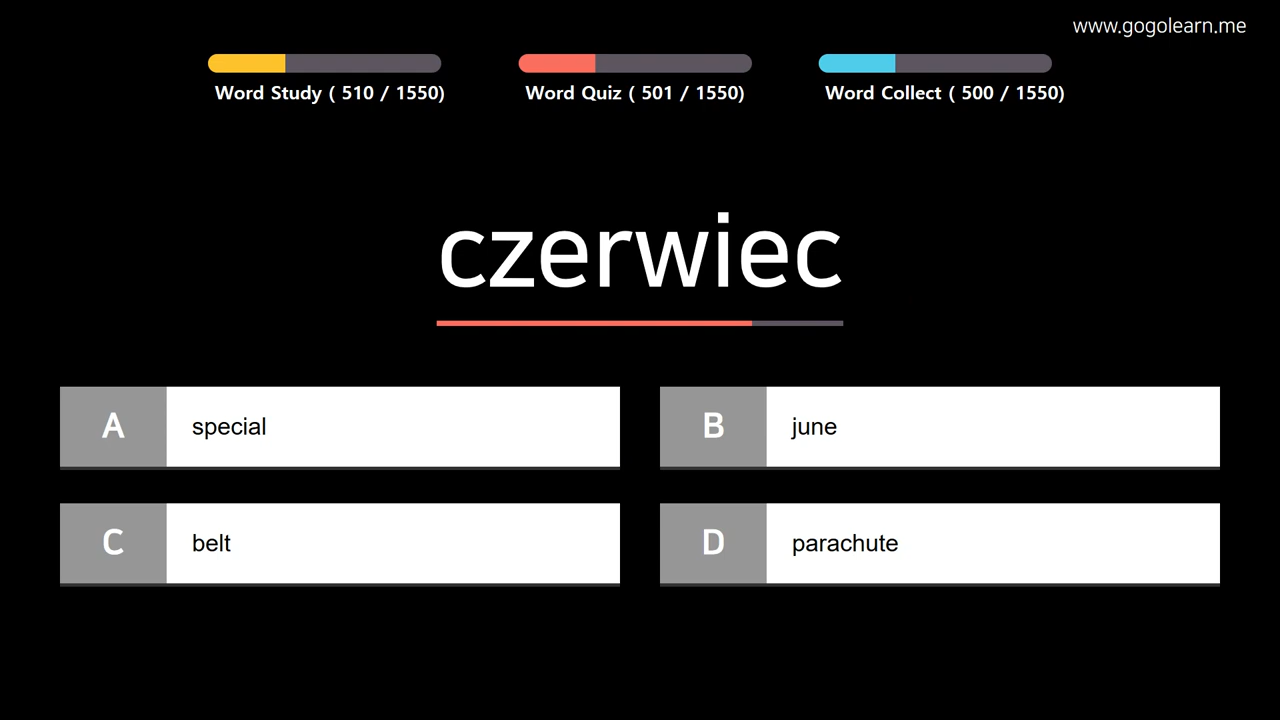 www.gogolearn.me
Word Study ( 510 / 1550)
Word Quiz ( 501 / 1550)
Word Collect ( 500 / 1550)
czerwiec
A special
B june
C belt
D parachute